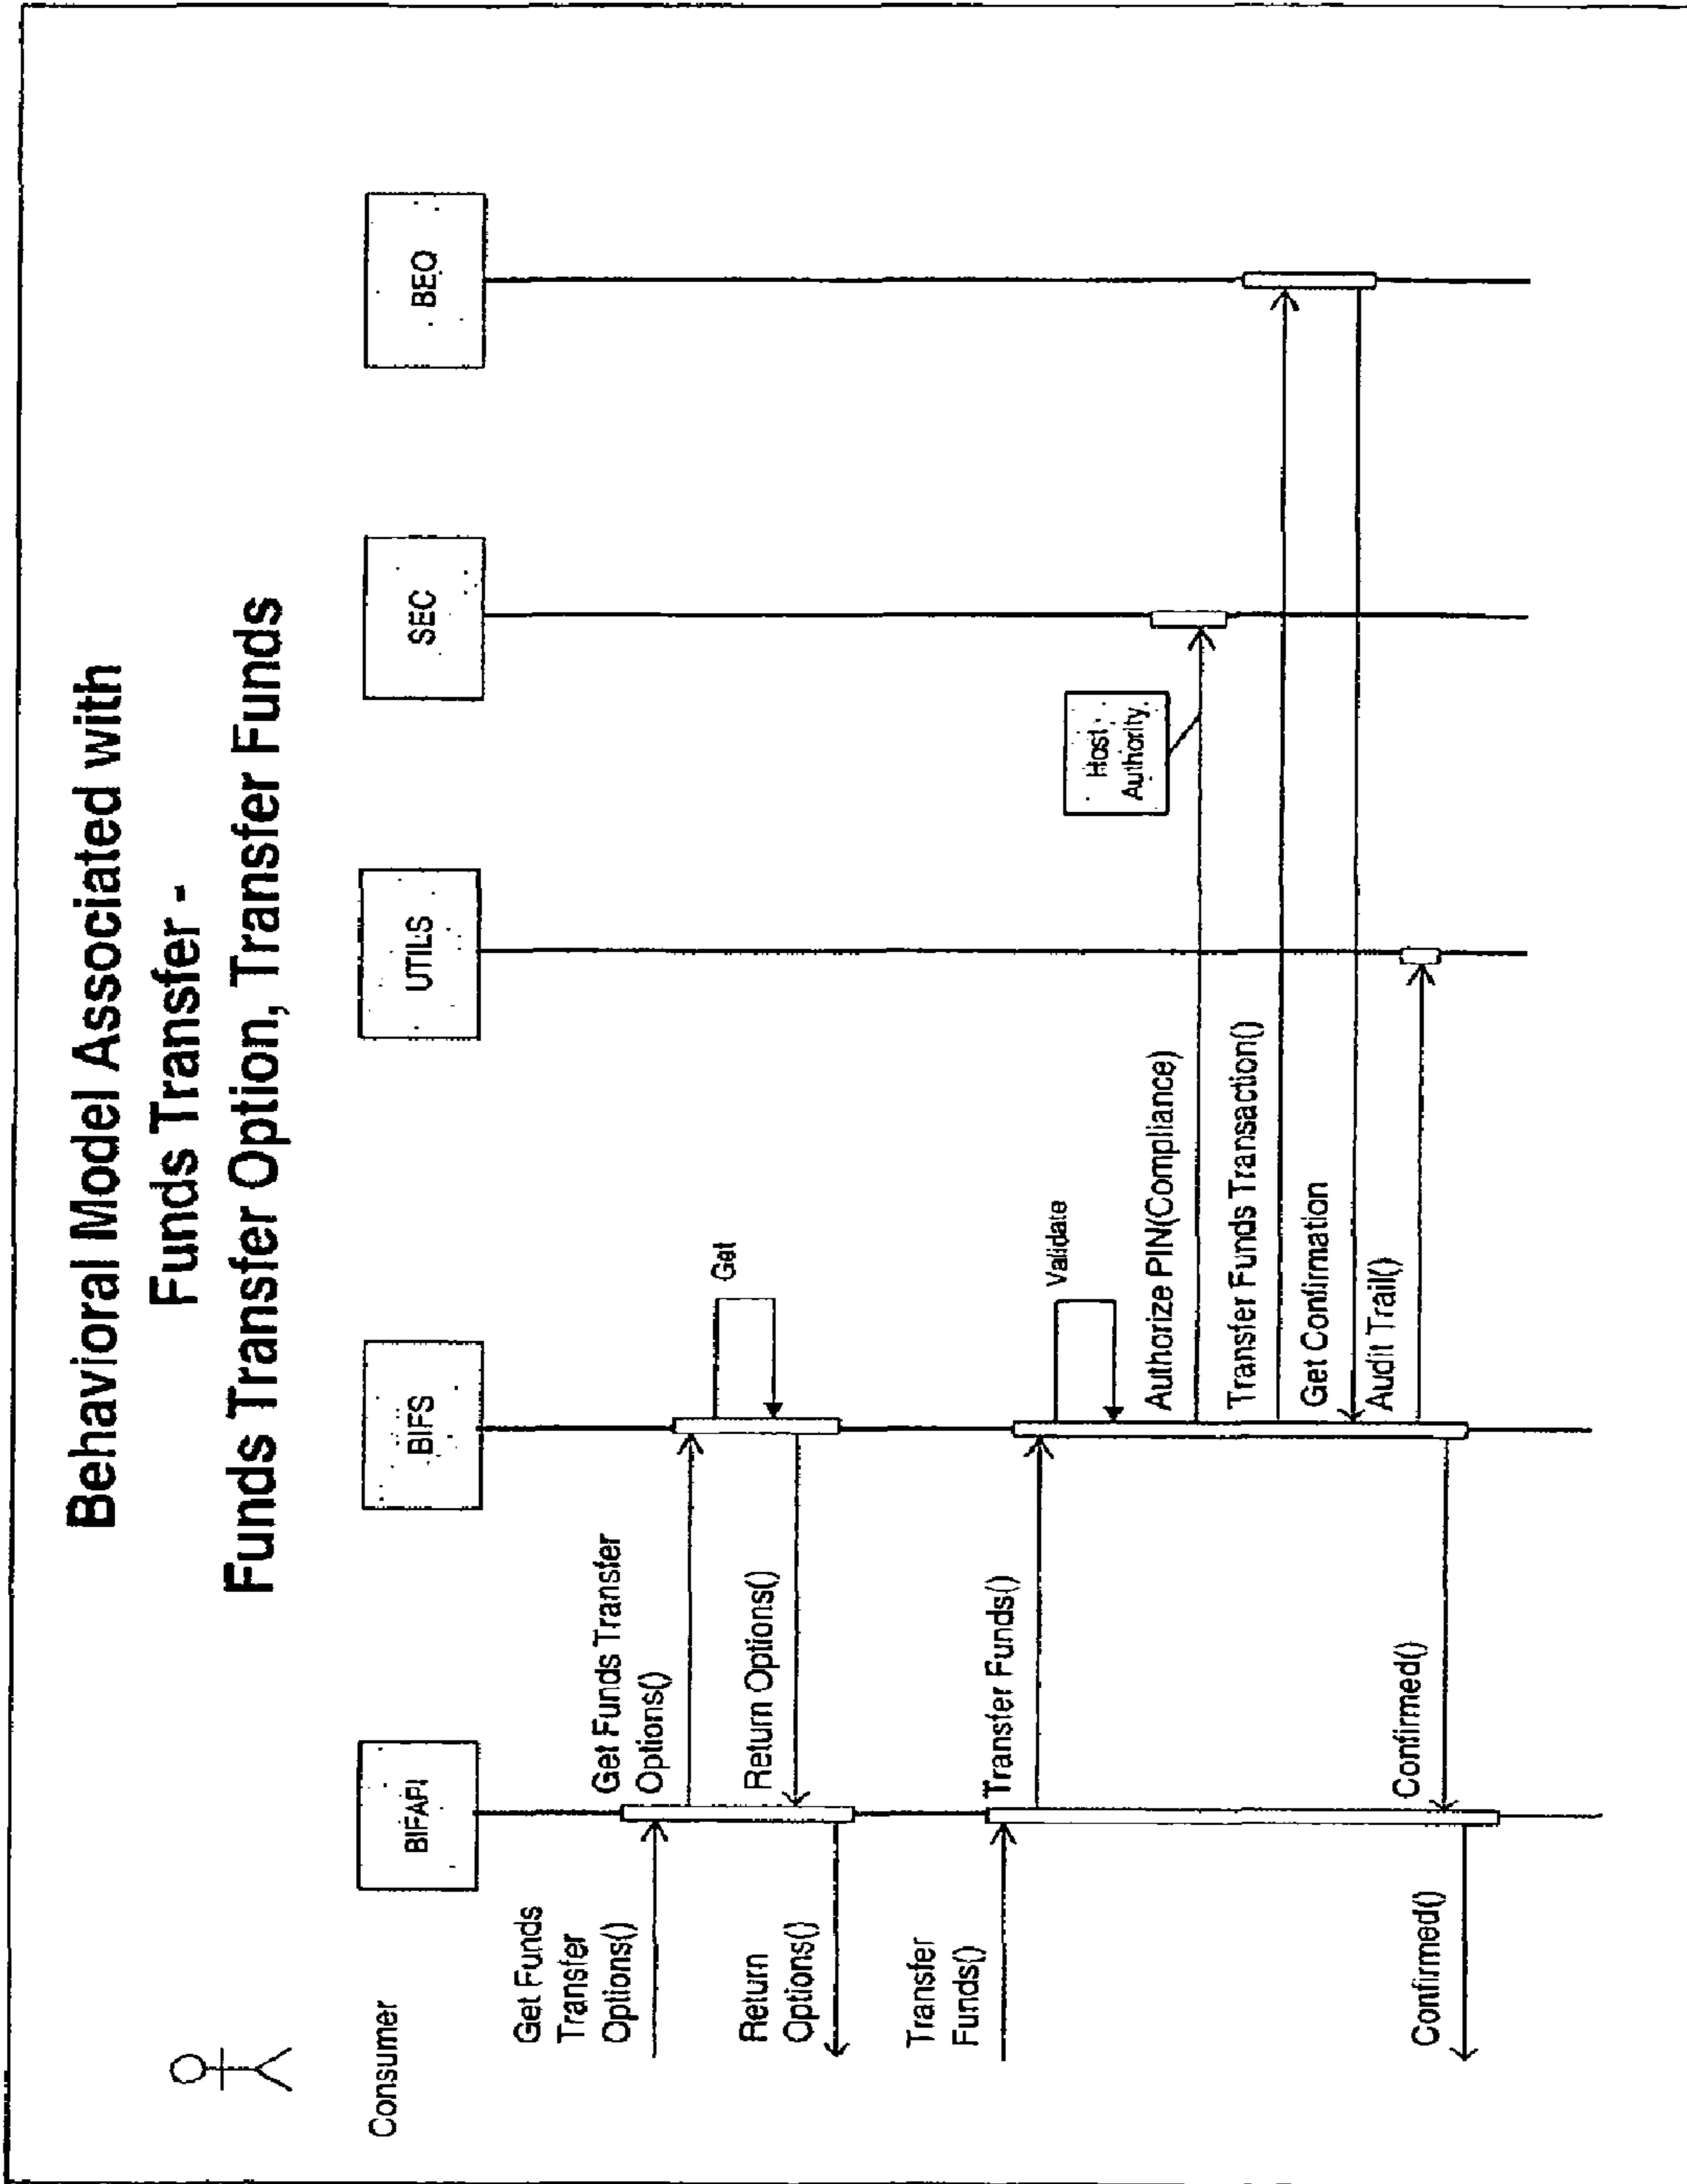 Behavioral Model Associated with
Funds Transfer -
Funds Transfer Option, Transfer Funds
Consumer
BIFAPI
BIFS
UTILS
SEC
BEQ
Get Funds
Transfer
Options()
Get Funds Transfer
Options()
Get
Return
Options()
Return Options()
Transfer
Funds()
Transfer Funds()
Validate
Host
Authority
Authorize PIN(Compliance)
Transfer Funds Transaction()
Get Confirmation
Audit Trail()
Confirmed()
Confirmed()